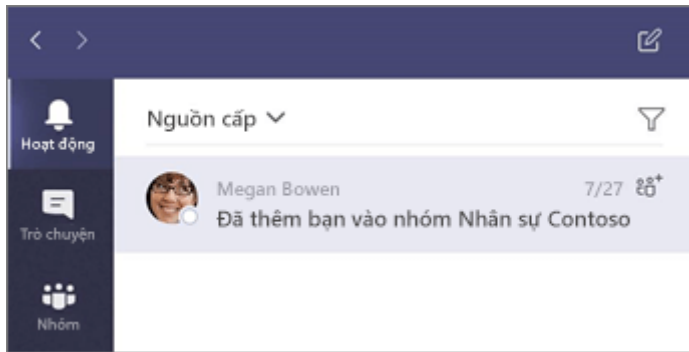 Hoạt động
Trò chuyện
Nhóm
Nguồn cấp
Megan Bowen 7/27
Đã thêm bạn vào nhóm Nhân sự Contoso